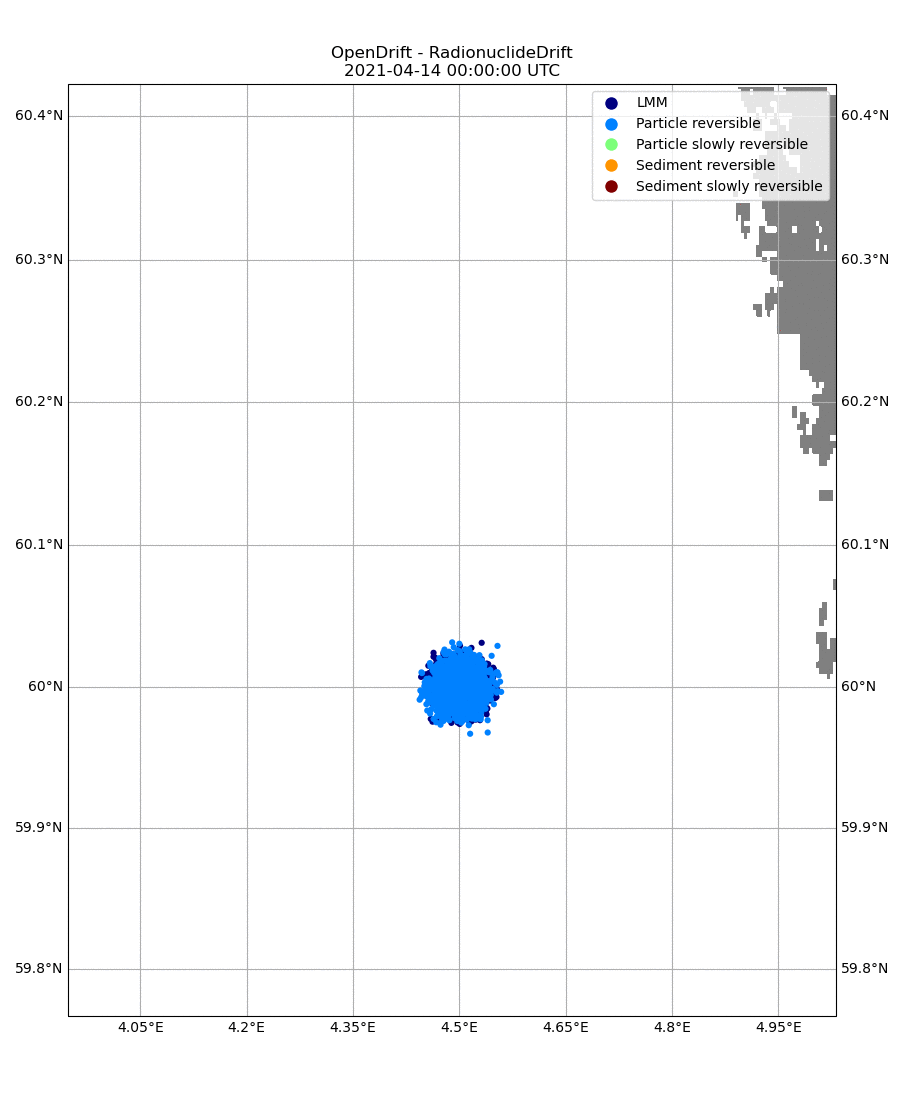 OpenDrift - RadionuclideDrift
2021-04-14 00:00:00 UTC
LMM
Particle reversible
Particle slowly reversible
Sediment reversible
Sediment slowly reversible
60.4°N 60.4°N
60.3°N 60.3°N
60.2°N 60.2°N
60.1°N 60.1°N
60°N 60°N
59.9°N 59.9°N
59.8°N 59.8°N
4.05°E 4.2°E 4.35°E 4.5°E 4.65°E 4.8°E 4.95°E